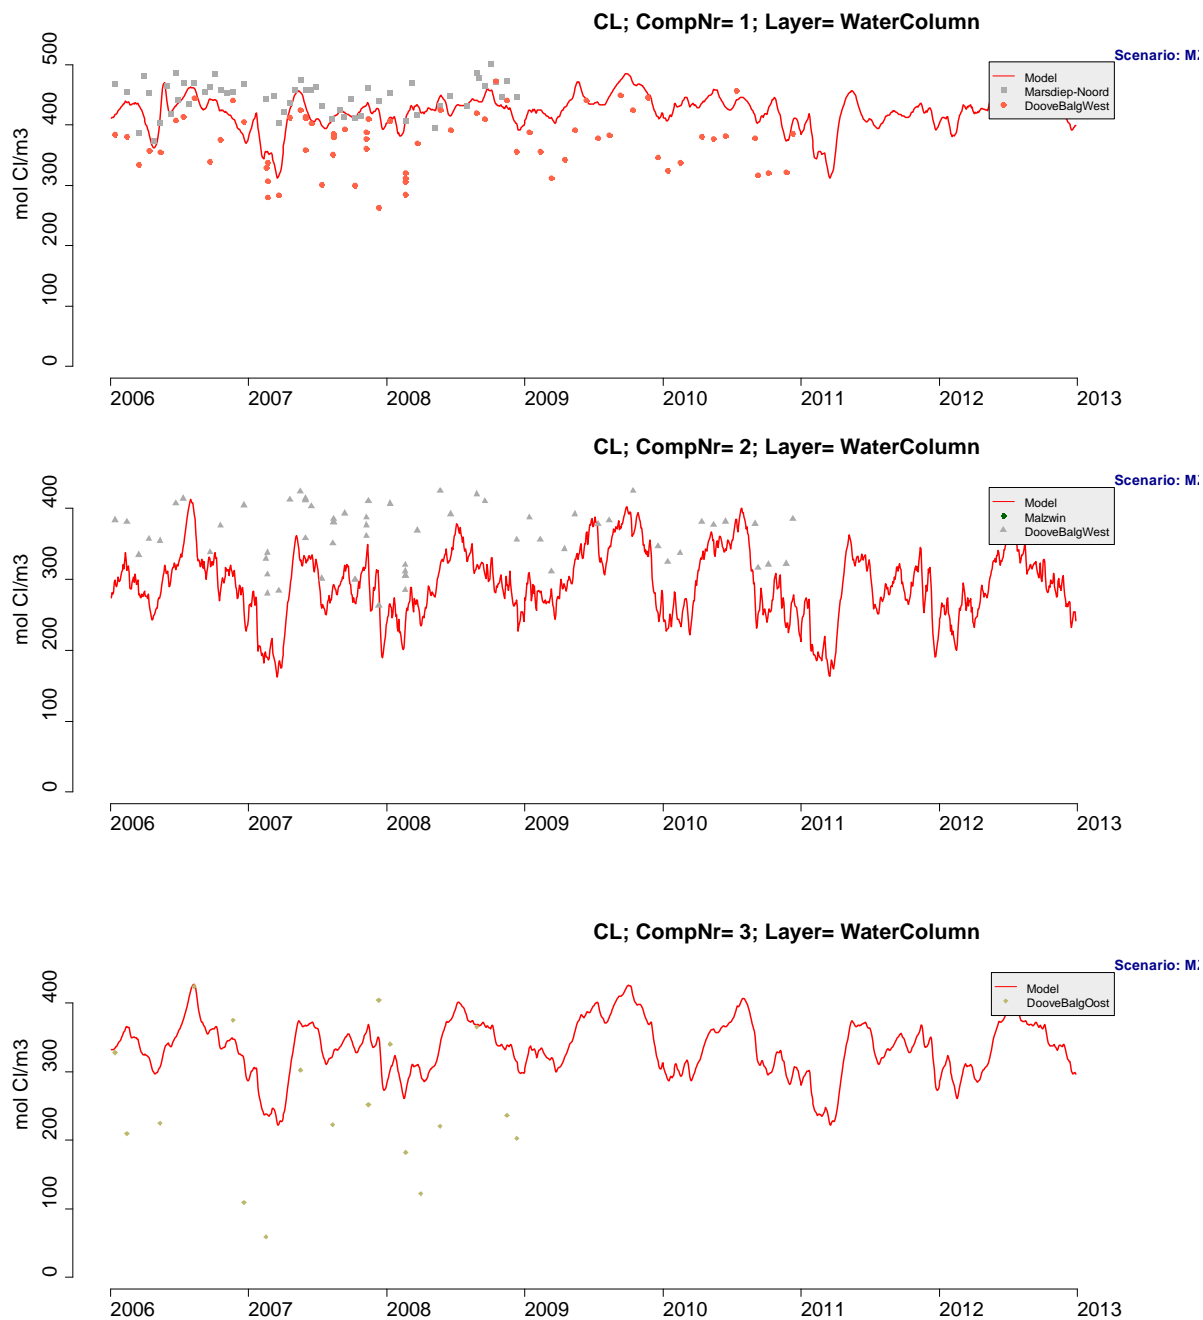 CL; CompNr= 1; Layer= WaterColumn
Scenario: MZ
Model
Marsdiep-Noord
DooveBalgWest
mol Cl/m3
500
400
300
200
100
0
2006 2007 2008 2009 2010 2011 2012 2013
CL; CompNr= 2; Layer= WaterColumn
Scenario: MZ
Model
Malzwin
DooveBalgWest
mol Cl/m3
400
300
200
100
0
2006 2007 2008 2009 2010 2011 2012 2013
CL; CompNr= 3; Layer= WaterColumn
Scenario: MZ
Model
DooveBalgOost
mol Cl/m3
400
300
200
100
0
2006 2007 2008 2009 2010 2011 2012 2013